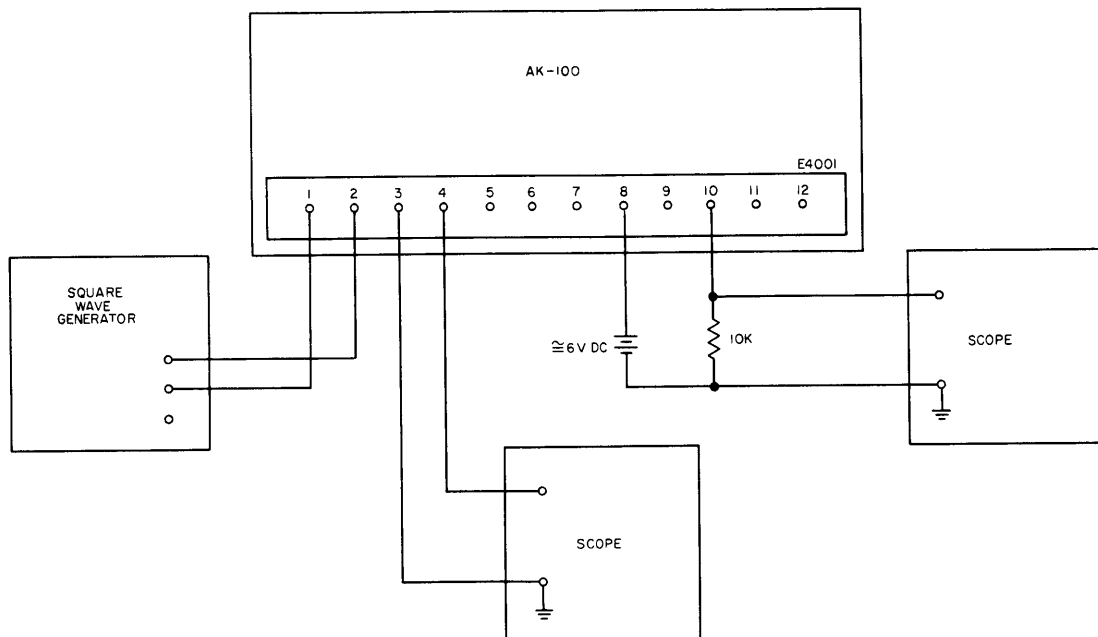 AK-100
E4001
1 2 3 4 5 6 7 8 9 10 11 12
SQUARE
WAVE
GENERATOR
≅6V DC
10K
SCOPE
SCOPE